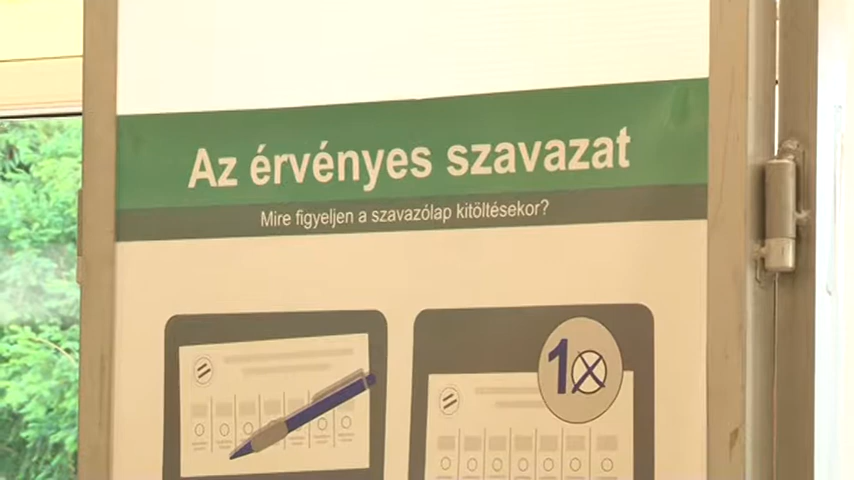 Az érvényes szavazat
Mire figyeljen a szavazólap kitöltésekor?
1